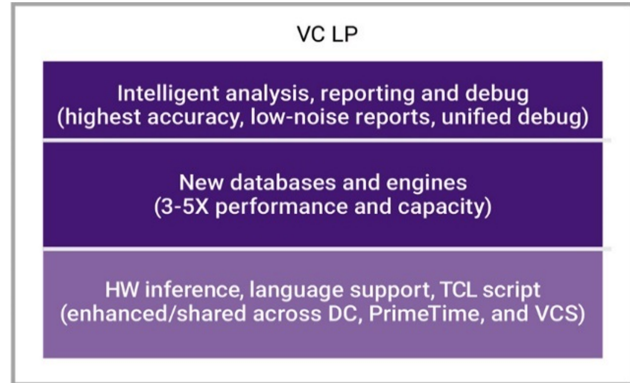 VC LP
Intelligent analysis, reporting and debug
(highest accuracy, low-noise reports, unified debug)
New databases and engines
(3-5X performance and capacity)
HW inference, language support, TCL script
(enhanced/shared across DC, PrimeTime, and VCS)